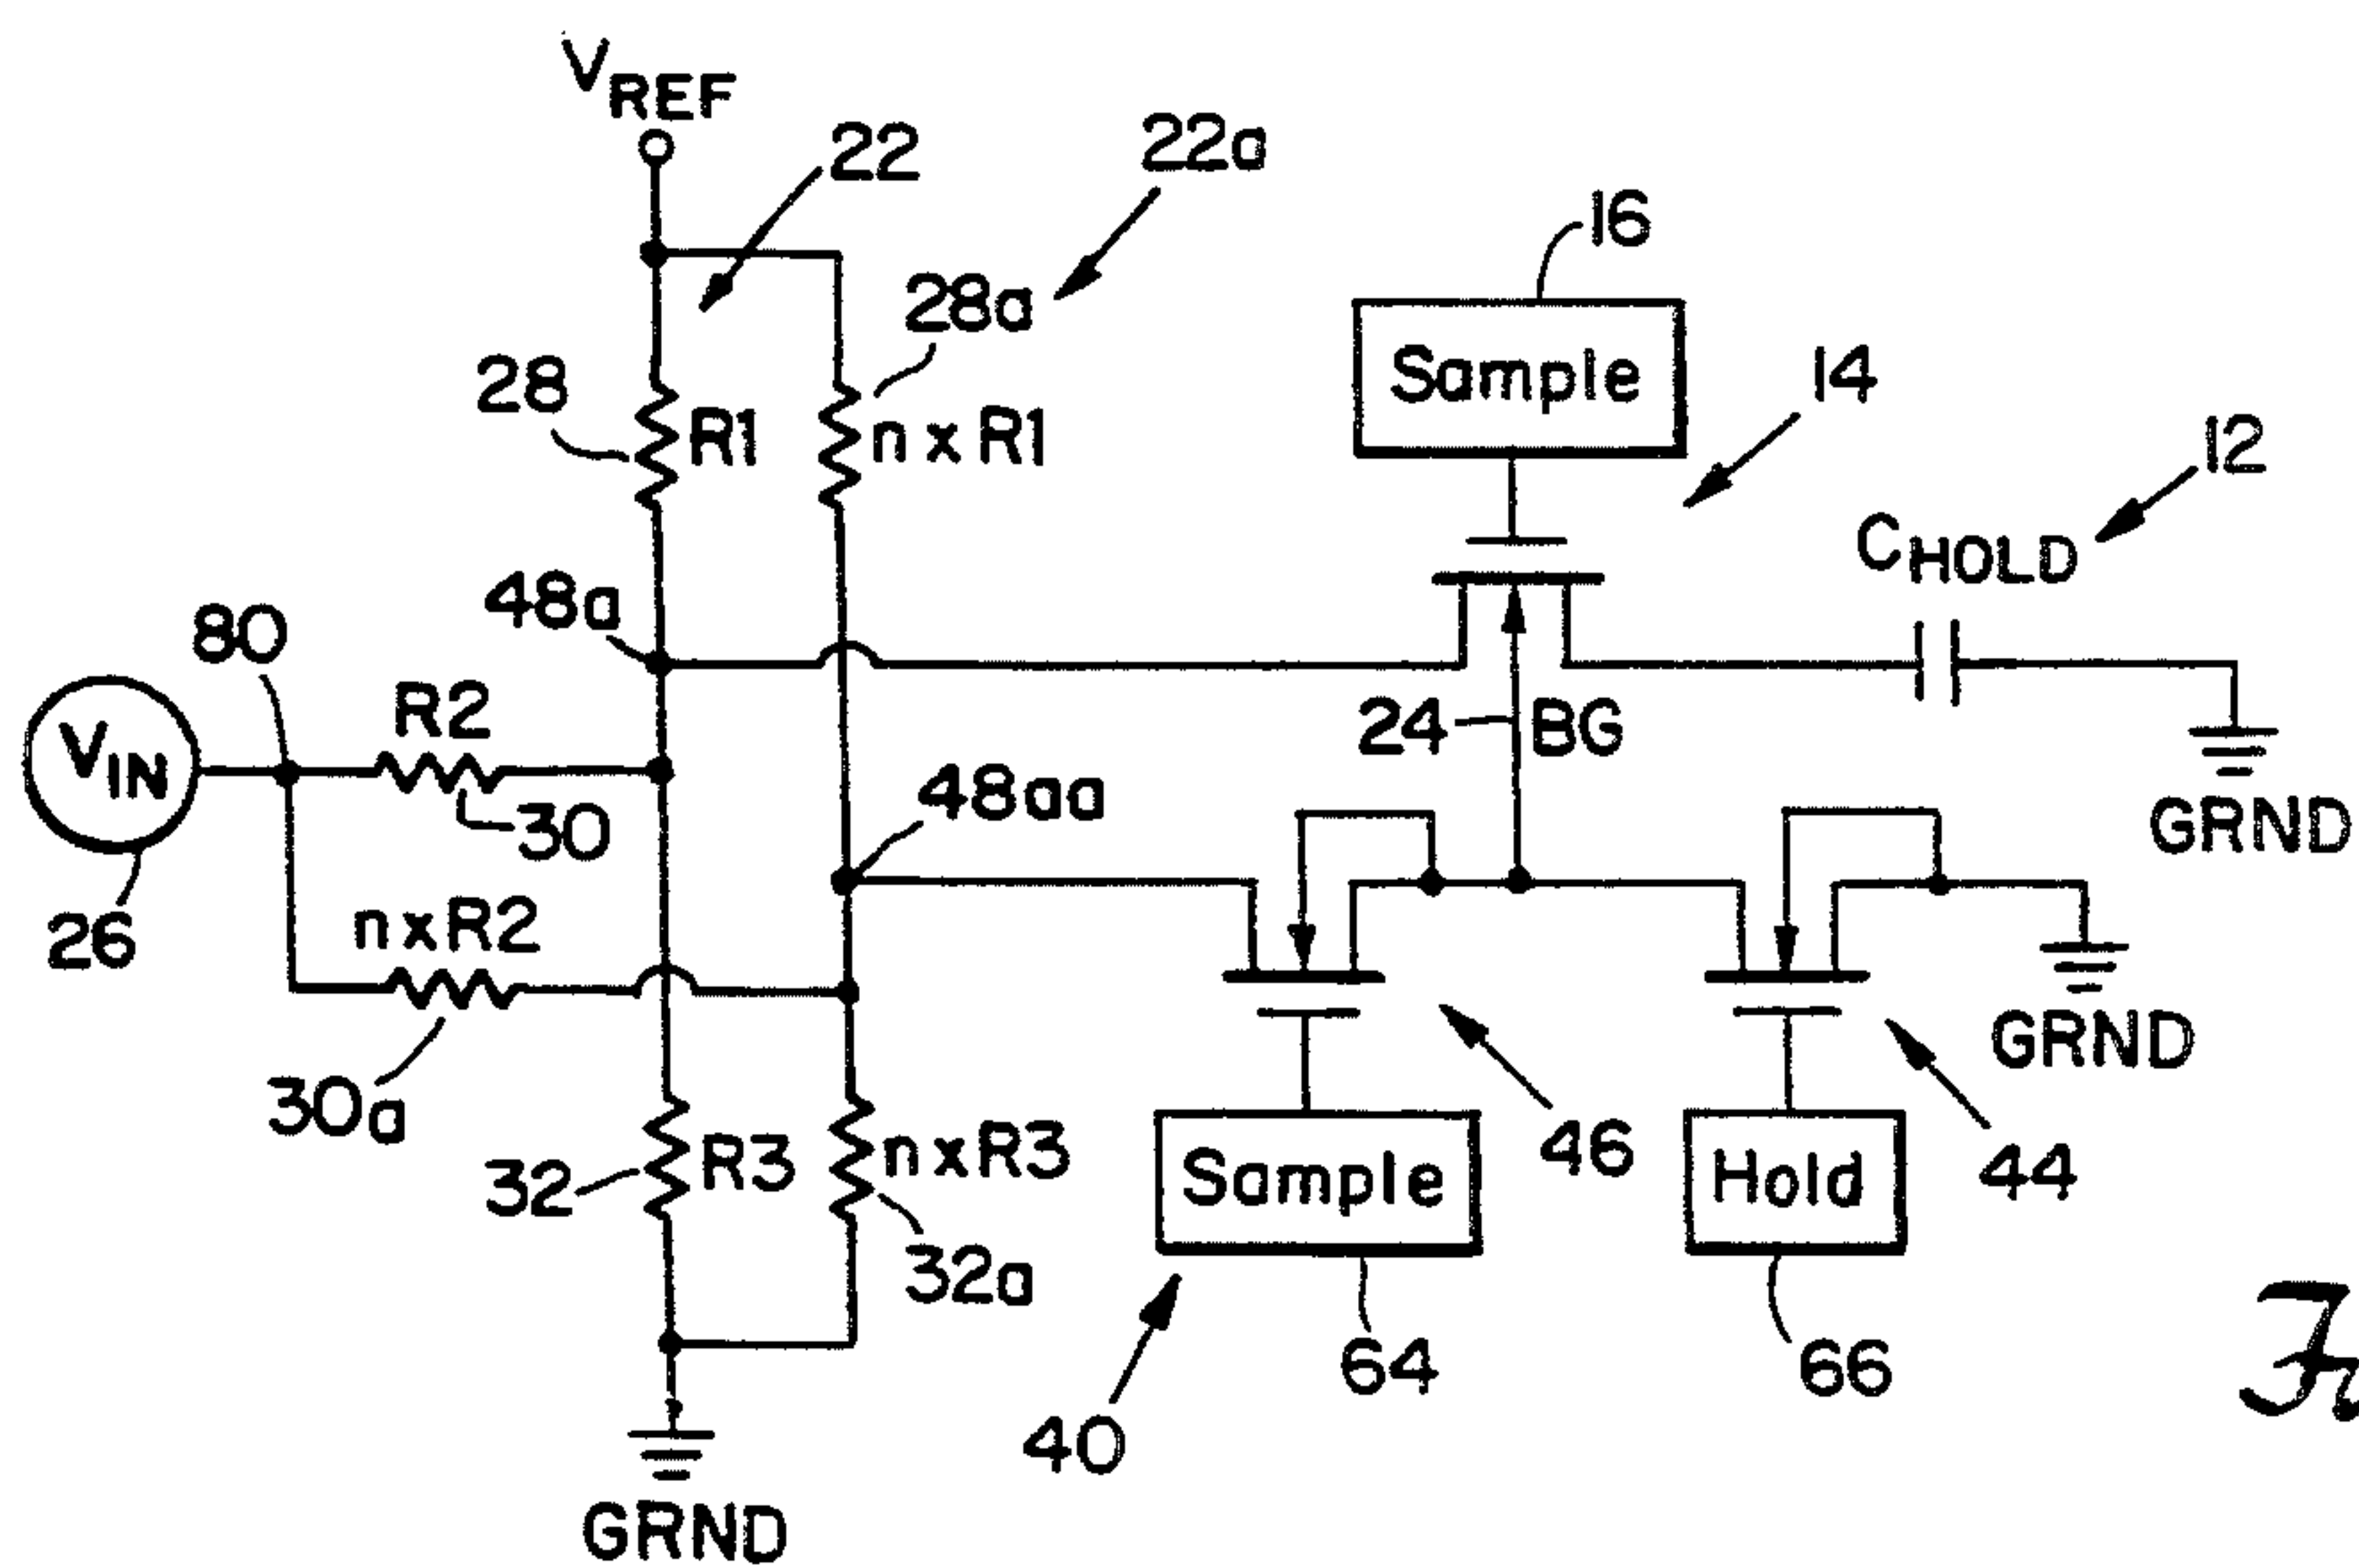 VREF
22
22a
16
28a
Sample
14
28
R1
n x R1
12
CHOLD
48a
80
R2
VIN
24
BG
30
48aa
GRND
26
n x R2
GRND
30a
46
44
32
R3
n x R3
Sample
Hold
32a
64
66
40
GRND